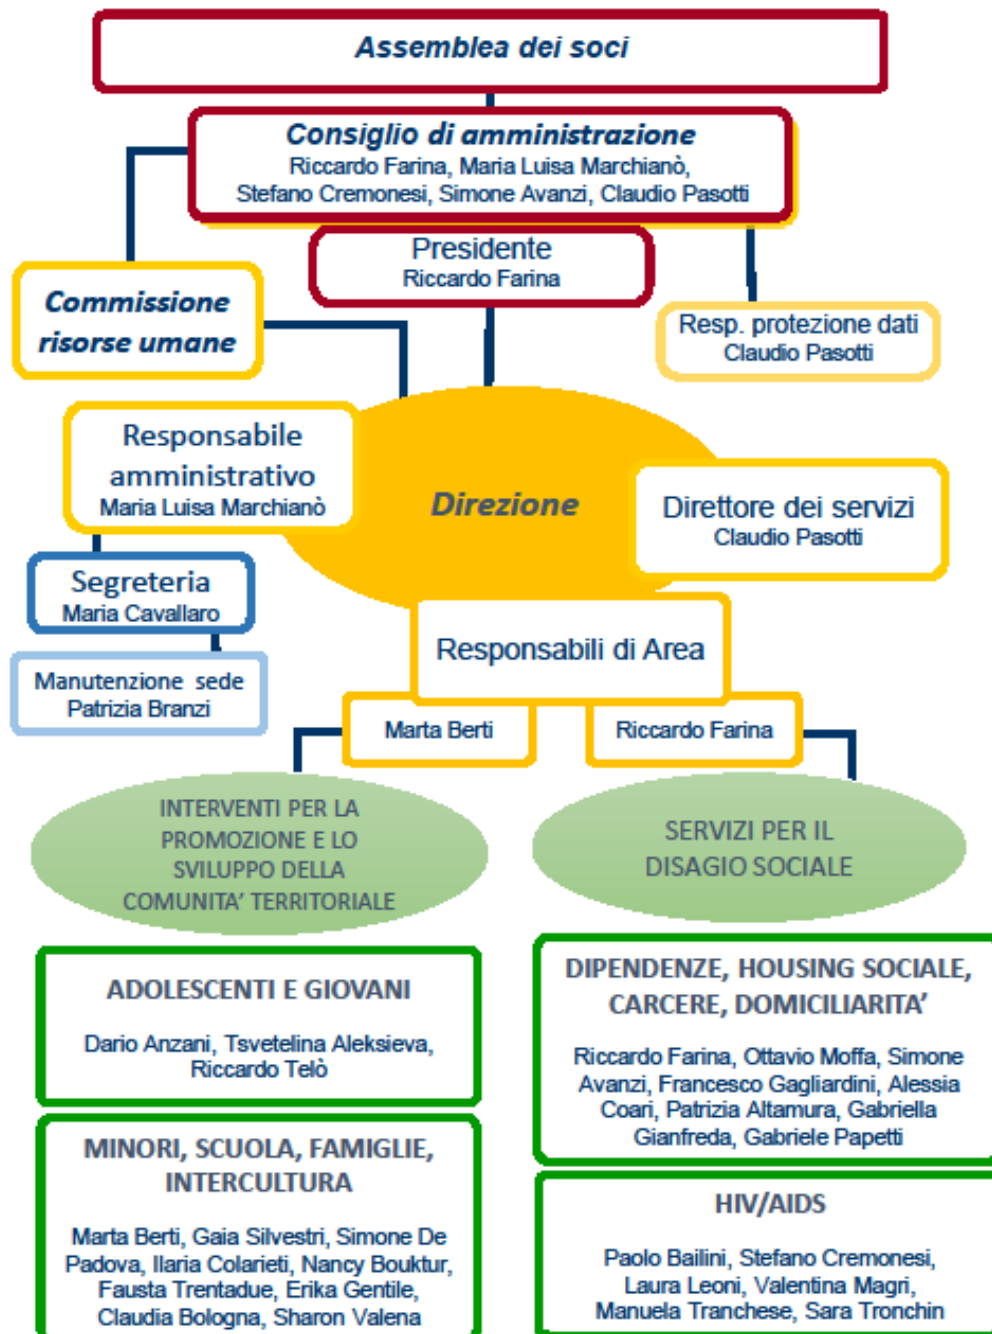 Assemblea dei soci
Consiglio di amministrazione
Riccardo Farina, Maria Luisa Marchianò,
Stefano Cremonesi, Simone Avanzi, Claudio Pasotti
Presidente
Riccardo Farina
Commissione
risorse umane
Resp. protezione dati
Claudio Pasotti
Responsabile
amministrativo
Maria Luisa Marchianò
Direzione
Direttore dei servizi
Claudio Pasotti
Segreteria
Maria Cavallaro
Manutenzione sede
Patrizia Branzi
Responsabili di Area
Marta Berti
Riccardo Farina
INTERVENTI PER LA
PROMOZIONE E LO
SVILUPPO DELLA
COMUNITA’ TERRITORIALE
SERVIZI PER IL
DISAGIO SOCIALE
ADOLESCENTI E GIOVANI
Dario Anzani, Tsvetelina Aleksieva,
Riccardo Telò
MINORI, SCUOLA, FAMIGLIE,
INTERCULTURA
Marta Berti, Gaia Silvestri, Simone De
Padova, Ilaria Colarieti, Nancy Bouktur,
Fausta Trentadue, Erika Gentile,
Claudia Bologna, Sharon Valena
DIPENDENZE, HOUSING SOCIALE,
CARCERE, DOMICILIARITA’
Riccardo Farina, Ottavio Moffa, Simone
Avanzi, Francesco Gagliardini, Alessia
Coari, Patrizia Altamura, Gabriella
Gianfreda, Gabriele Papetti
HIV/AIDS
Paolo Bailini, Stefano Cremonesi,
Laura Leoni, Valentina Magri,
Manuela Tranchese, Sara Tronchin